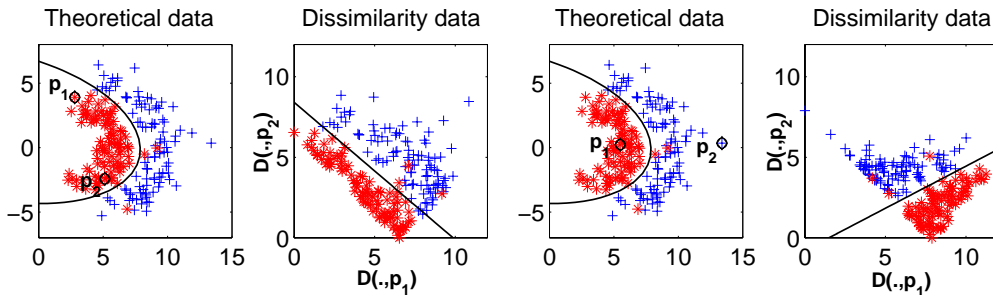 Theoretical data
Dissimilarity data
Theoretical data
Dissimilarity data
5
0
−5
0 5 10 15
p1
p2
10
5
0
0 5 10
D(.,p2)
D(.,p1)
5
0
−5
0 5 10 15
p1
p2
10
5
0
0 5 10
D(.,p2)
D(.,p1)